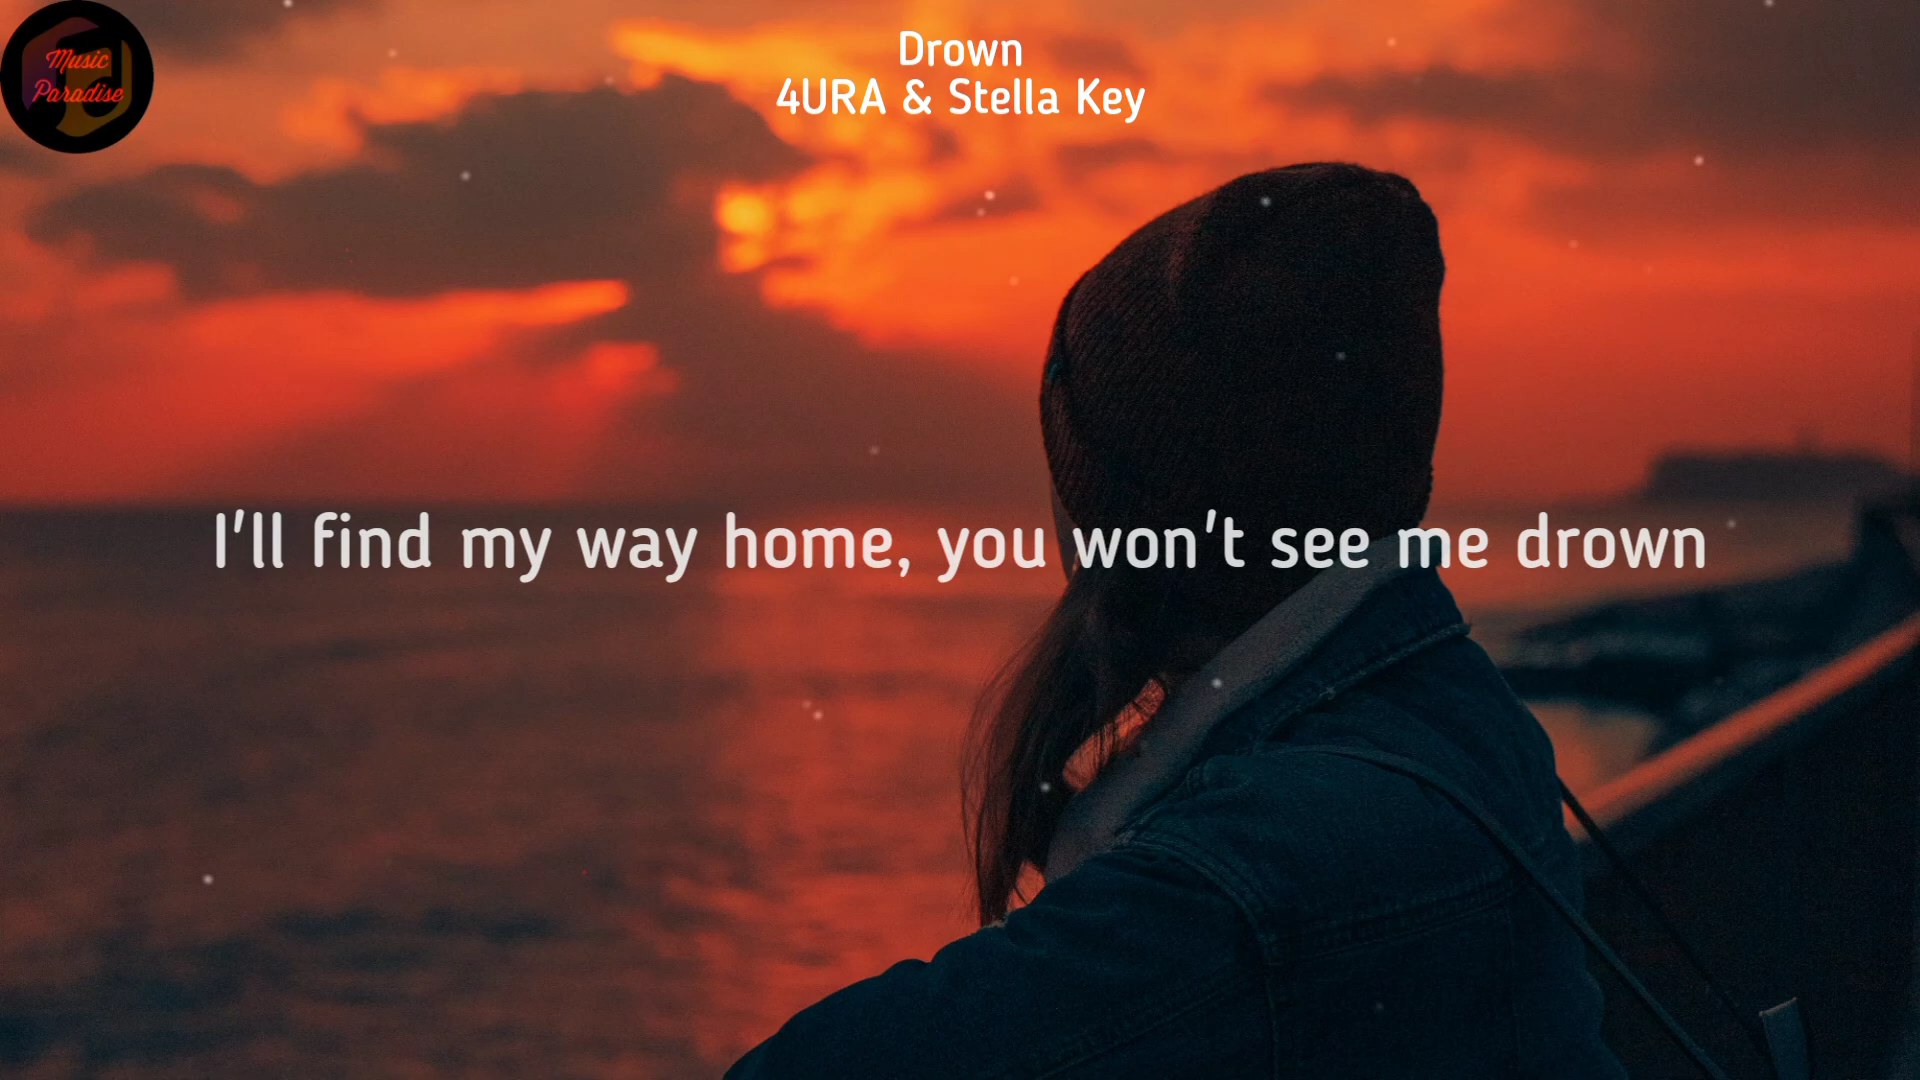 Music
Paradise
Drown
4URA & Stella Key
I'll find my way home, you won't see me drown